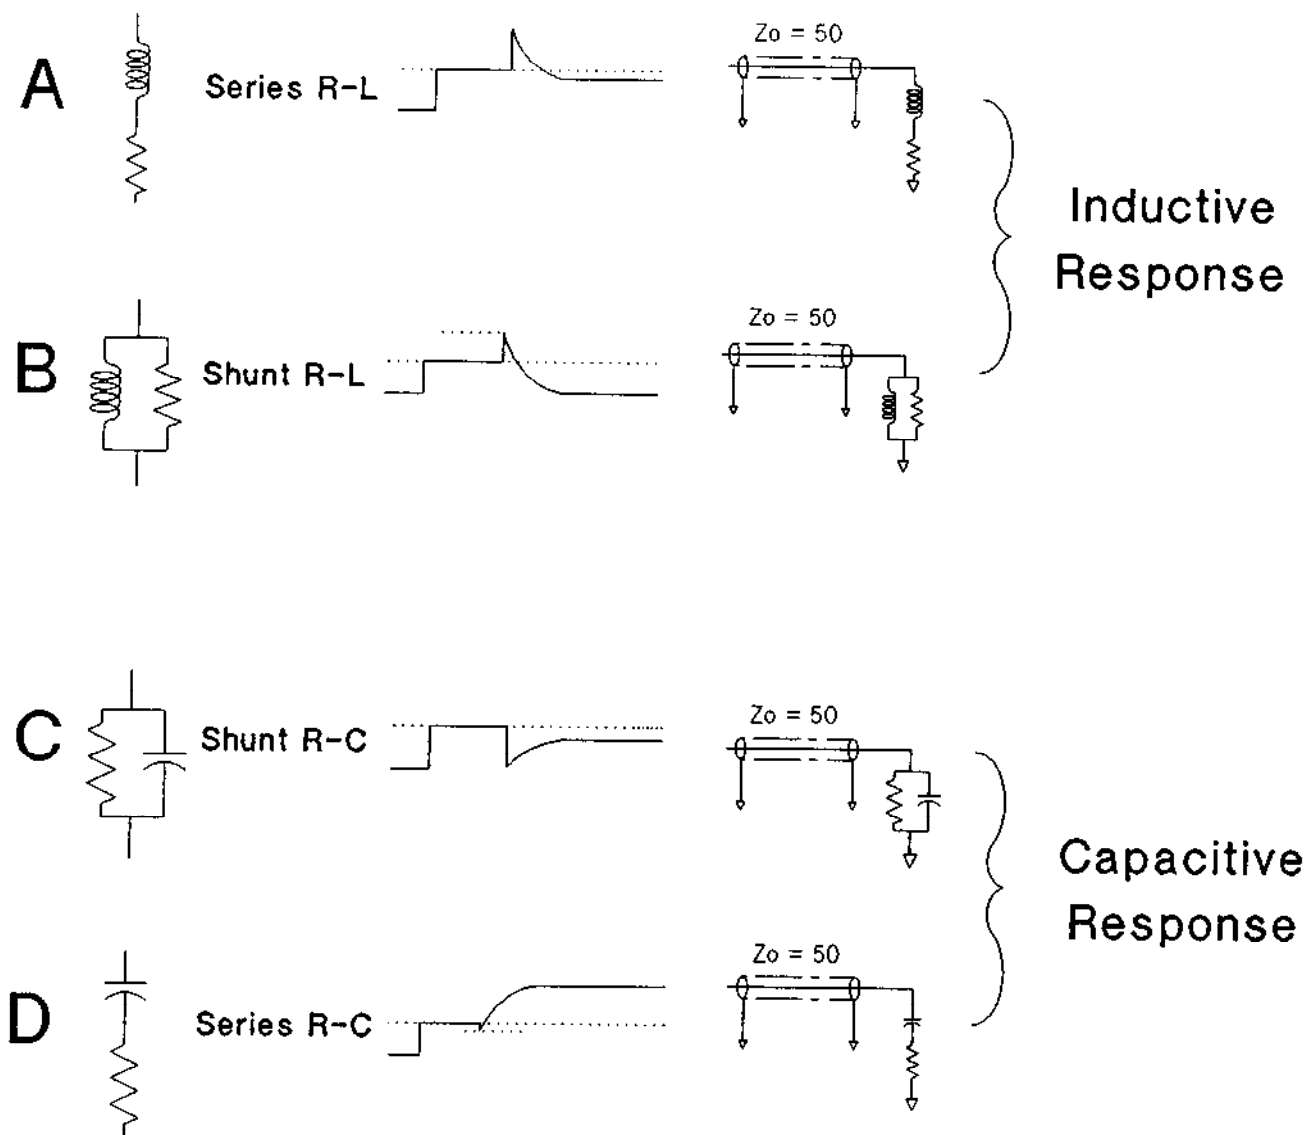 A
Series R-L
Zo = 50
Inductive
Response
B
Shunt R-L
Zo = 50
C
Shunt R-C
Zo = 50
Capacitive
Response
D
Series R-C
Zo = 50